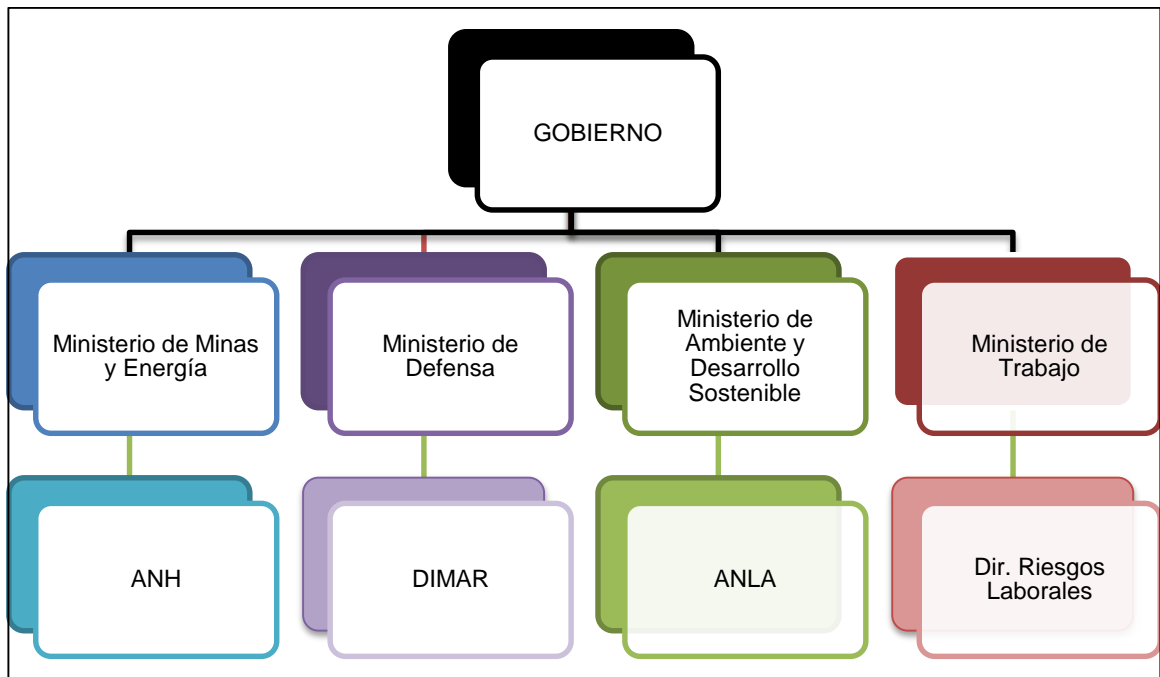 GOBIERNO
Ministerio de Minas
y Energía
Ministerio de
Defensa
Ministerio de
Ambiente y
Desarrollo
Sostenible
Ministerio de
Trabajo
ANH
DIMAR
ANLA
Dir. Riesgos
Laborales